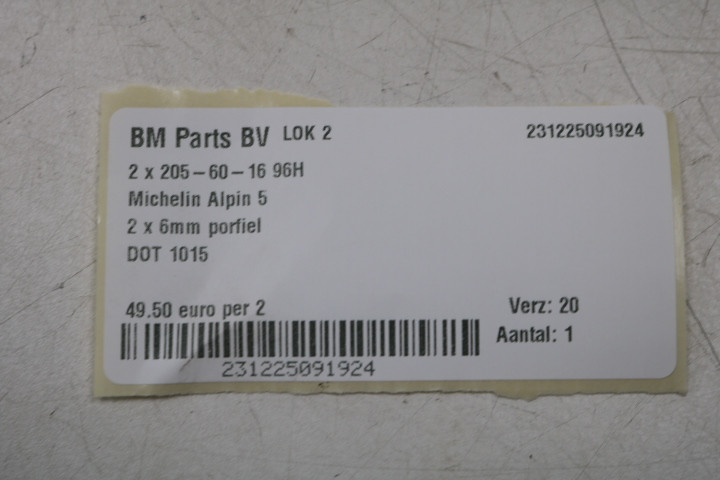 BM Parts BV LOK 2 231225091924
2 x 205-60-16 96H
Michelin Alpin 5
2 x 6mm porfiel
DOT 1015
49.50 euro per 2 Verz: 20
Aantal: 1
231225091924